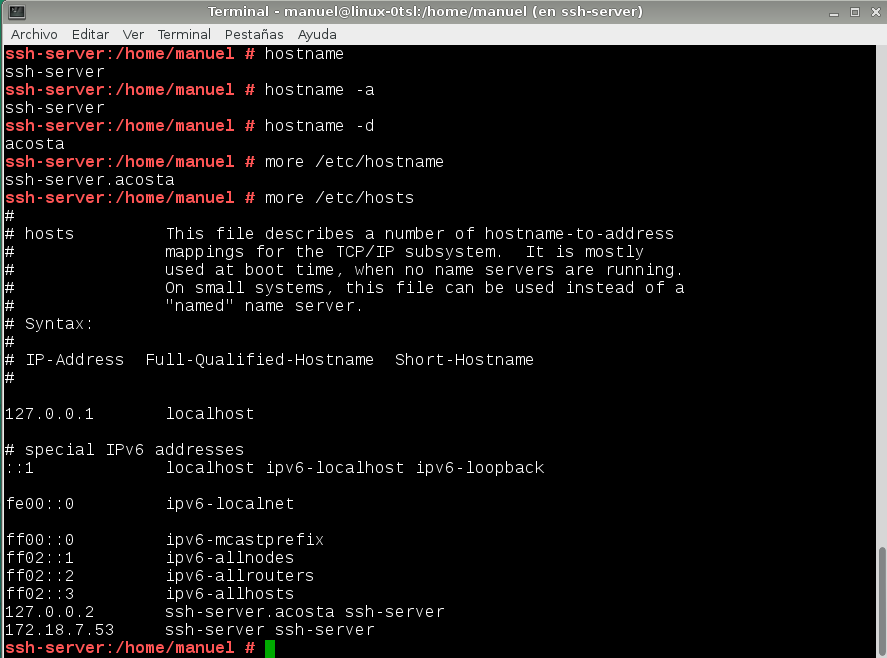 Terminal - manuel@linux-0tsl:/home/manuel (en ssh-server)
Archivo Editar Ver Terminal Pestañas Ayuda
ssh-server:/home/manuel # hostname
ssh-server
ssh-server:/home/manuel # hostname -a
ssh-server
ssh-server:/home/manuel # hostname -d
acosta
ssh-server:/home/manuel # more /etc/hostname
ssh-server.acosta
ssh-server:/home/manuel # more /etc/hosts
#
# hosts         This file describes a number of hostname-to-address
#               mappings for the TCP/IP subsystem.  It is mostly
#               used at boot time, when no name servers are running.
#               On small systems, this file can be used instead of a
#               "named" name server.
# Syntax:
#
# IP-Address  Full-Qualified-Hostname  Short-Hostname
#
127.0.0.1       localhost
# special IPv6 addresses
::1             localhost ipv6-localhost ipv6-loopback
fe00::0         ipv6-localnet
ff00::0         ipv6-mcastprefix
ff02::1         ipv6-allnodes
ff02::2         ipv6-allrouters
ff02::3         ipv6-allhosts
127.0.0.2       ssh-server.acosta ssh-server
172.18.7.53     ssh-server ssh-server
ssh-server:/home/manuel #